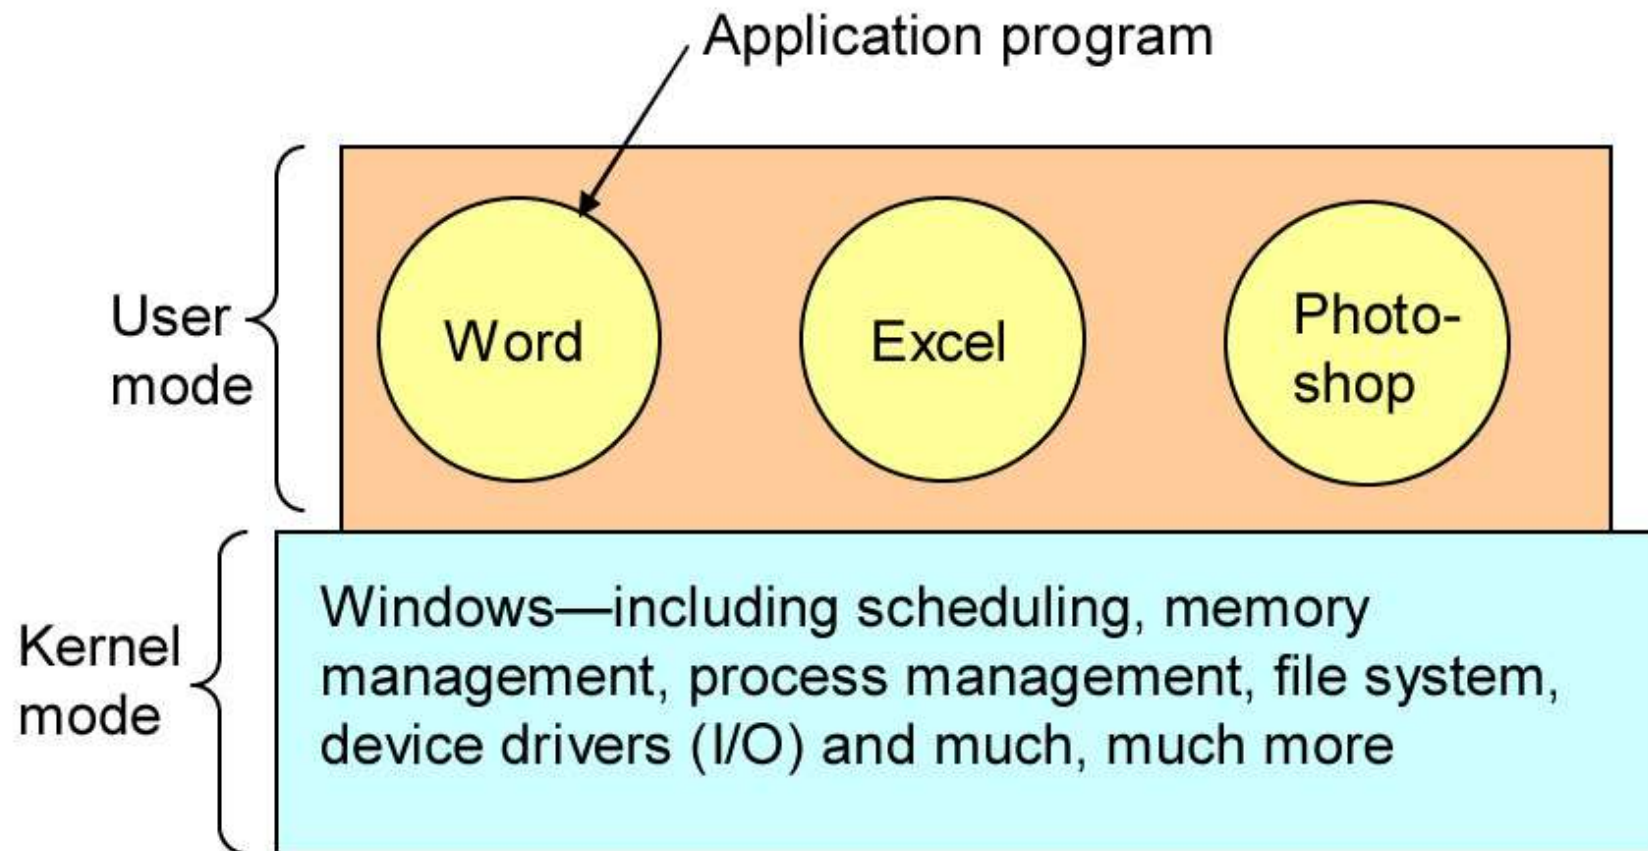 Application program
User
mode
Word
Excel
Photo-
shop
Kernel
mode
Windows—including scheduling, memory
management, process management, file system,
device drivers (I/O) and much, much more